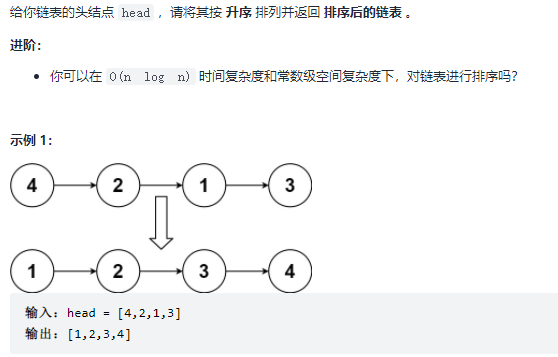 给你链表的头结点 head ，请将其按 升序 排列并返回 排序后的链表 。
进阶：
你可以在 O(n log n) 时间复杂度和常数级空间复杂度下，对链表进行排序吗？
示例 1：
4 2 1 3
1 2 3 4
输入：head = [4,2,1,3]
输出：[1,2,3,4]